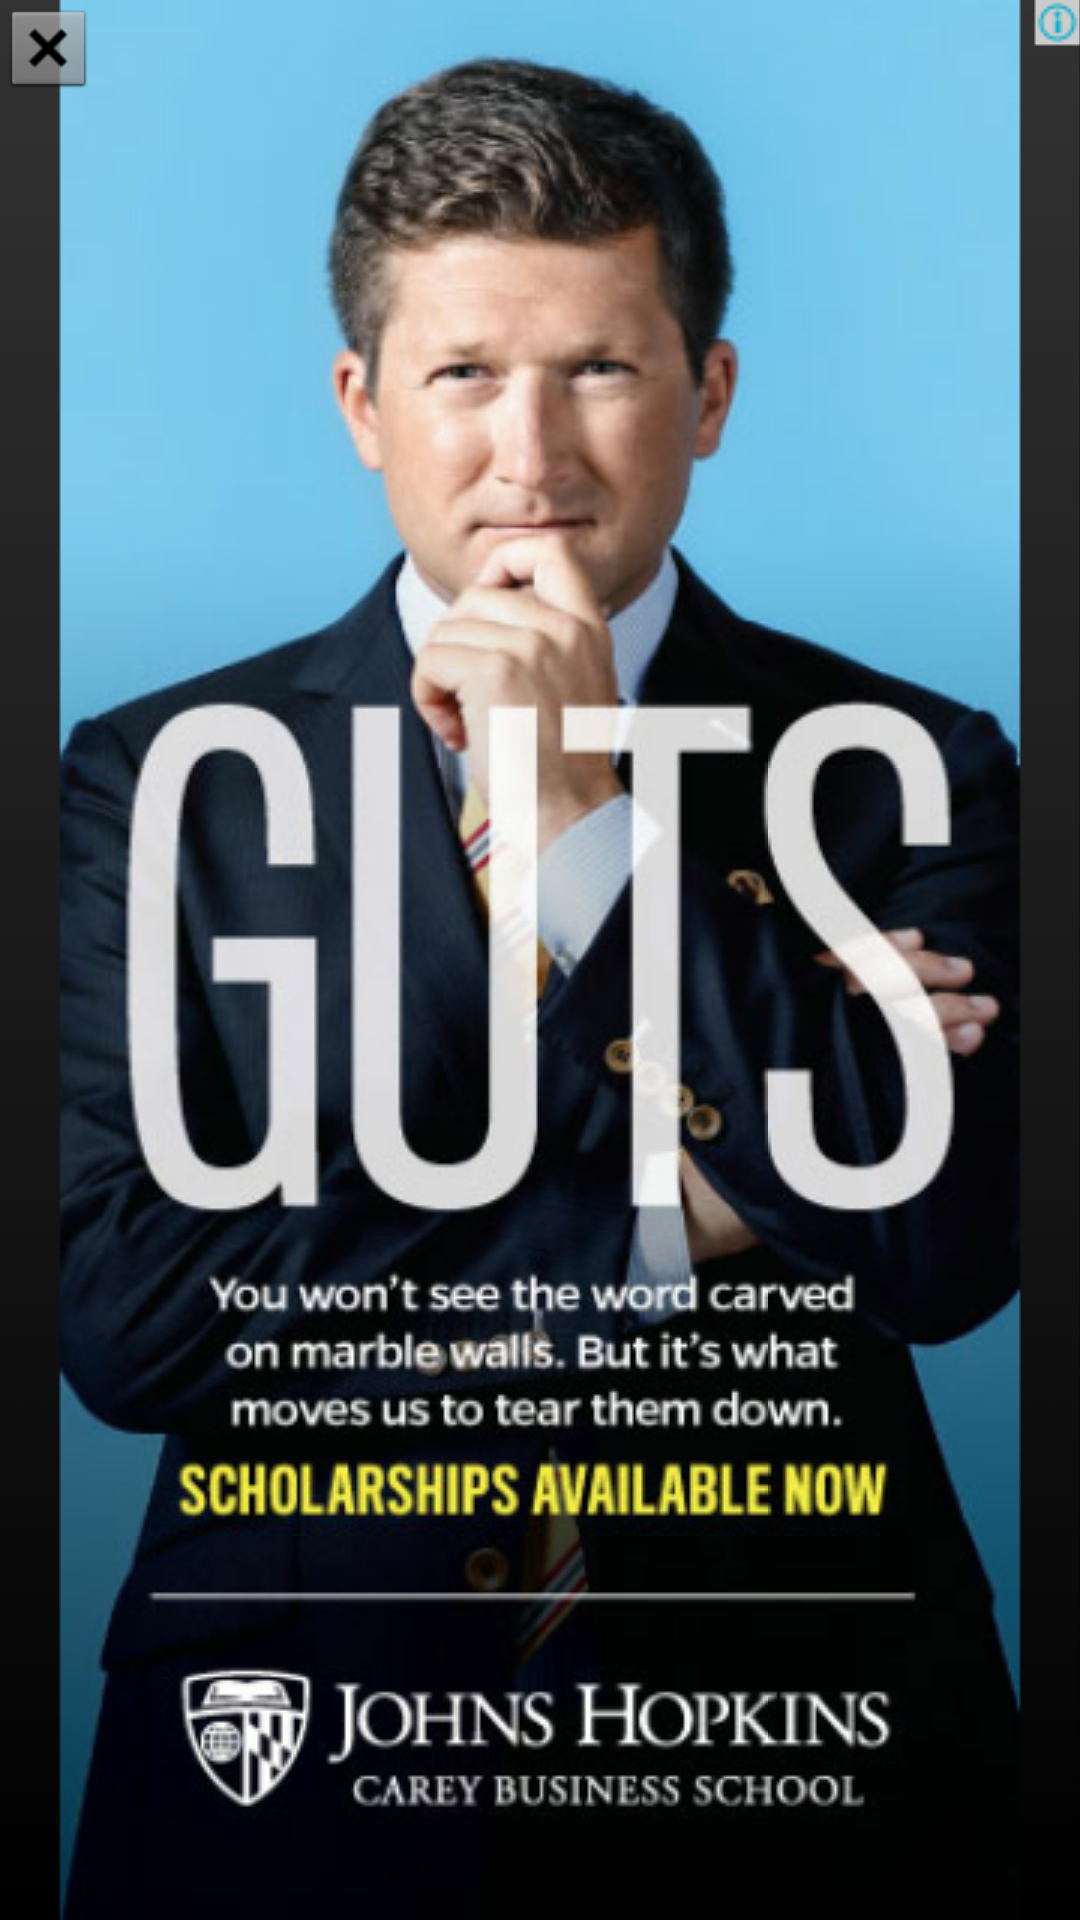 GUTS
You won’t see the word carved
on marble walls. But it’s what
moves us to tear them down.
SCHOLARSHIPS AVAILABLE NOW
JOHNS HOPKINS
CAREY BUSINESS SCHOOL